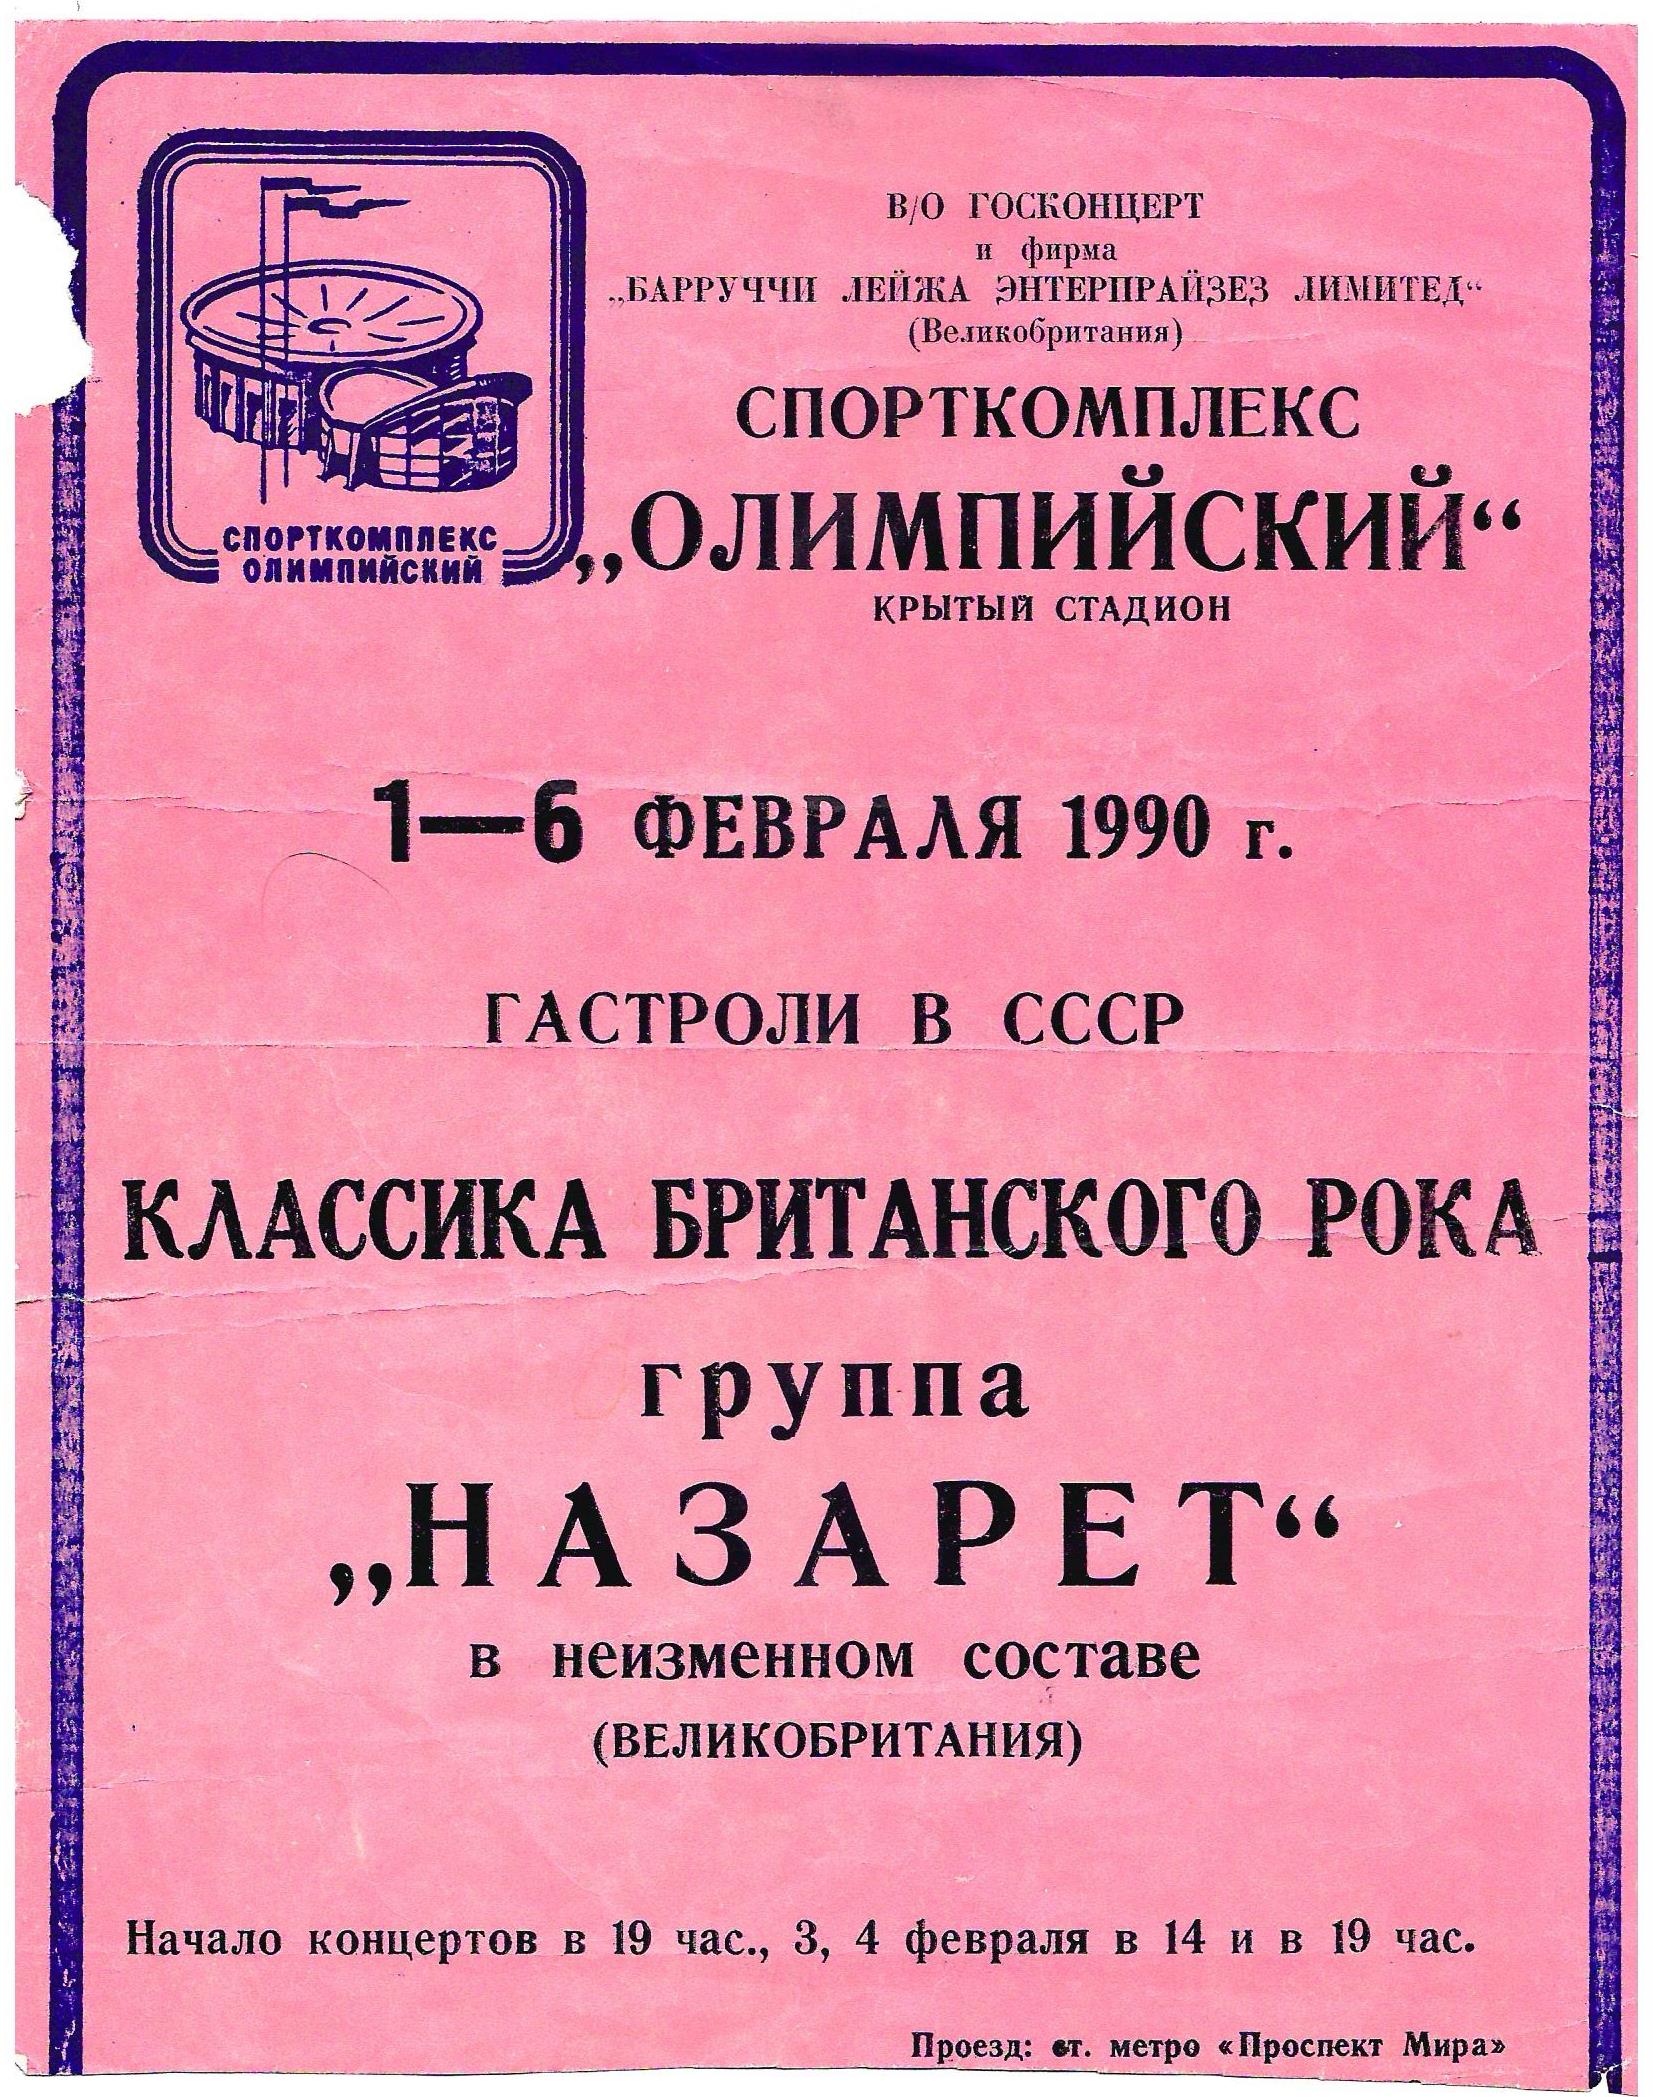 В/О ГОСКОНЦЕРТ
и фирма
„БАРРУЧЧИ ЛЕЙЖА ЭНТЕРПРАЙЗЕЗ ЛИМИТЕД“
(Великобритания)
СПОРТКОМПЛЕКС
„ОЛИМПИЙСКИЙ“
КРЫТЫЙ СТАДИОН
СПОРТКОМПЛЕКС
ОЛИМПИЙСКИЙ
1—6 ФЕВРАЛЯ 1990 г.
ГАСТРОЛИ В СССР
КЛАССИКА БРИТАНСКОГО РОКА
группа
„НАЗАРЕТ“
в неизменном составе
(ВЕЛИКОБРИТАНИЯ)
Начало концертов в 19 час., 3, 4 февраля в 14 и в 19 час.
Проезд: ст. метро «Проспект Мира»